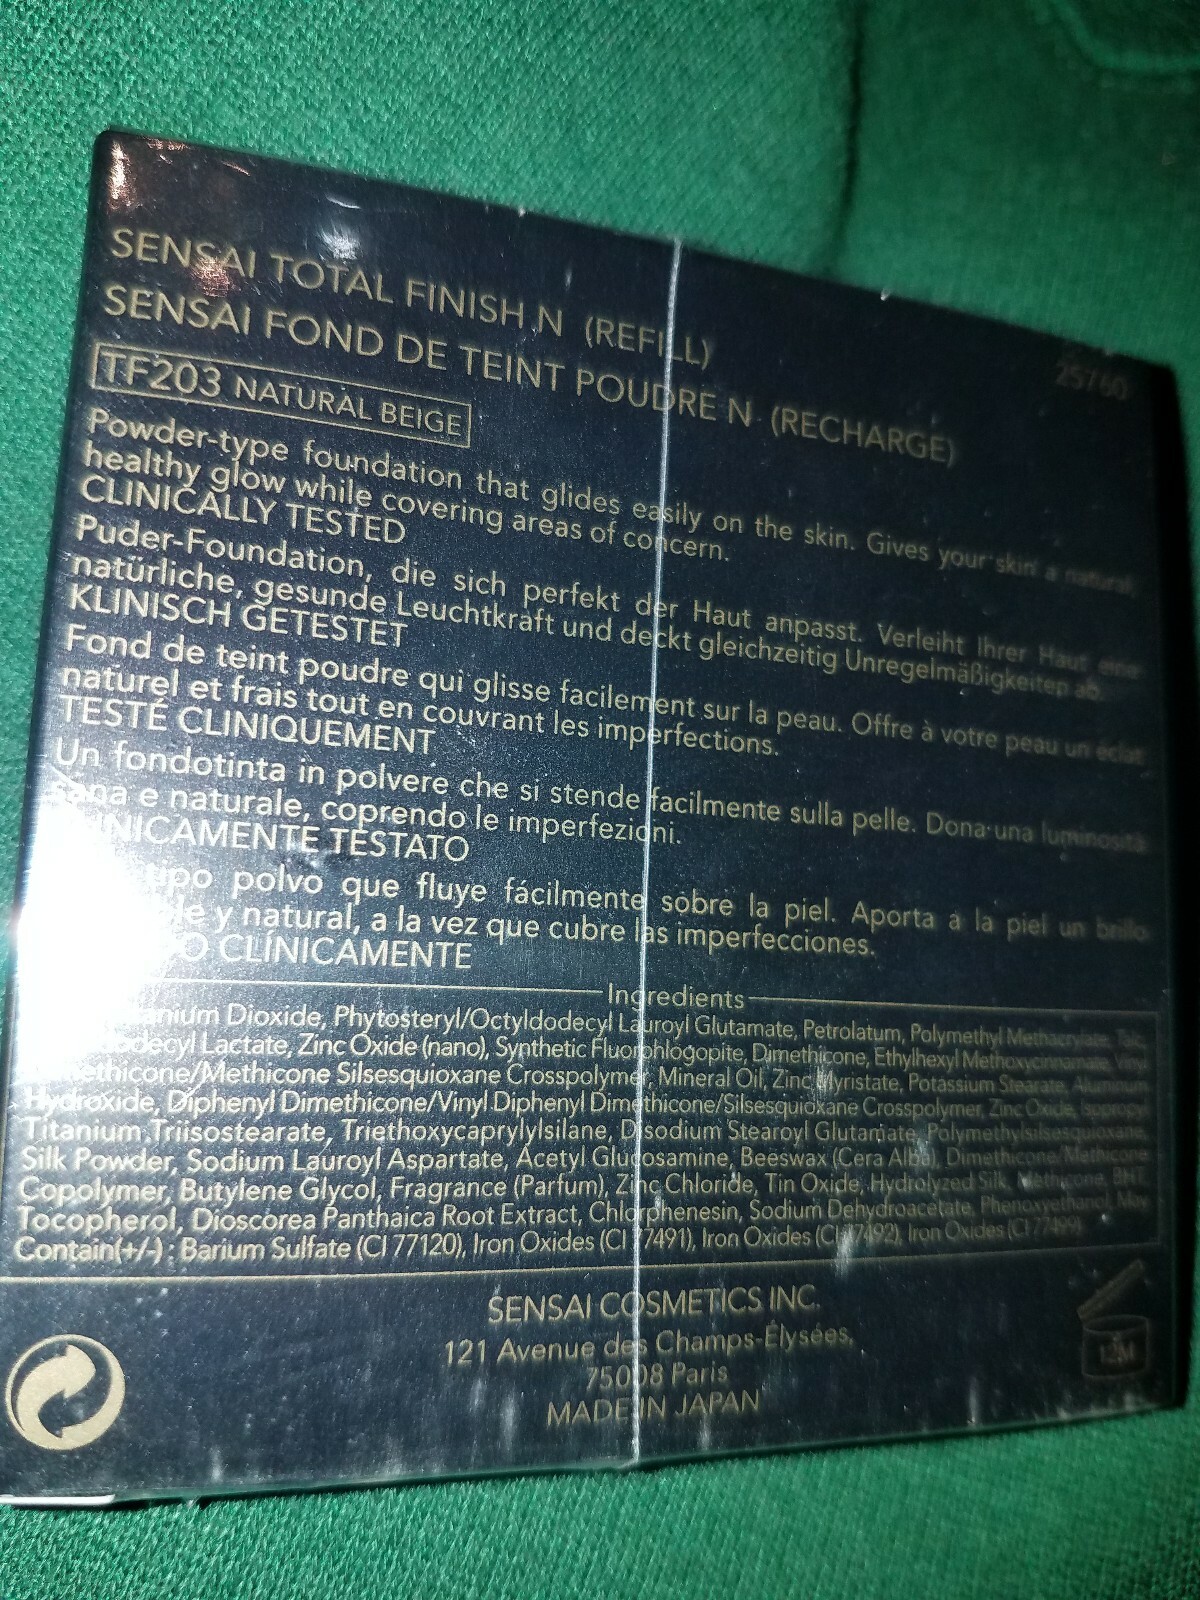 SENSAI TOTAL FINISH N (REFILL)
SENSAI FOND DE TEINT POUDRE N (RECHARGE)
25760
TF203 NATURAL BEIGE
Powder-type foundation that glides easily on the skin. Gives your skin a natural,
healthy glow while covering areas of concern.
CLINICALLY TESTED
Puder-Foundation, die sich perfekt der Haut anpasst. Verleiht Ihrer Haut eine
natürliche, gesunde Leuchtkraft und deckt gleichzeitig Unregelmäßigkeiten ab.
KLINISCH GETESTET
Fond de teint poudre qui glisse facilement sur la peau. Offre à votre peau un éclat
naturel et frais tout en couvrant les imperfections.
TESTÉ CLINIQUEMENT
Un fondotinta in polvere che si stende facilmente sulla pelle. Dona una luminosità
sana e naturale, coprendo le imperfezioni.
TESTATO
polvo que fluye fácilmente sobre la piel. Aporta a la piel un bello
y natural, a la vez que cubre las imperfecciones.
CLÍNICAMENTE
Ingredients
Dioxide, Phytosteryl/Octyldodecyl Lauroyl Glutamate, Petrolatum, Polymethyl Methacrylate, Talc,
Lactate, Zinc Oxide (nano), Synthetic Fluorphlogopite, Dimethicone, Ethylhexyl Methoxycinnamate, Vinyl
Dimethicone/Methicone Silsesquioxane Crosspolymer, Mineral Oil, Zinc Myristate, Potassium Stearate, Aluminum
Hydroxide, Diphenyl Dimethicone/Vinyl Diphenyl Dimethicone/Silsesquioxane Crosspolymer, Zinc Oxide, Isopropyl
Titanium Triisostearate, Triethoxycaprylylsilane, Disodium Stearoyl Glutamate, Polymethylsilsesquioxane,
Silk Powder, Sodium Lauroyl Aspartate, Acetyl Glucosamine, Beeswax (Cera Alba), Dimethicone/Methicone
Copolymer, Butylene Glycol, Fragrance (Parfum), Zinc Chloride, Tin Oxide, Hydrolyzed Silk, Methicone, BHT,
Tocopherol, Dioscorea Panthaica Root Extract, Chlorphenesin, Sodium Dehydroacetate, Phenoxyethanol, May
Contain(+/-) : Barium Sulfate (CI 77120), Iron Oxides (CI 77491), Iron Oxides (CI 77492), Iron Oxides (CI 77499)
SENSAI COSMETICS INC.
121 Avenue des Champs-Élysées,
75008 Paris
MADE IN JAPAN
12M